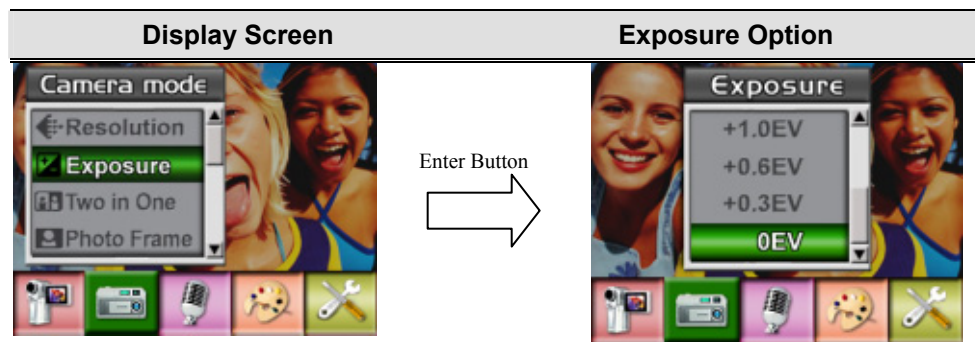 Display Screen
Exposure Option
Camera mode
Resolution
Exposure
Two in One
Photo Frame
Enter Button
Exposure
+1.0EV
+0.6EV
+0.3EV
0EV